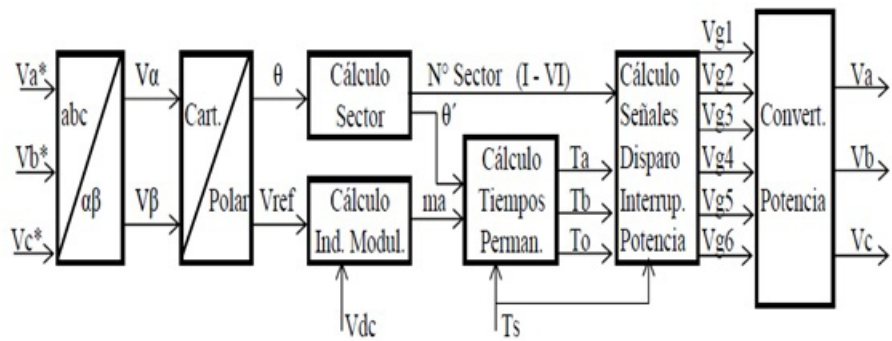 Va*
Vb*
Vc*
abc
αβ
Vα
Vβ
Cart.
Polar
θ
Vref
Cálculo
Sector
Cálculo
Ind. Modul.
Vdc
N° Sector (I - VI)
θ´
ma
Cálculo
Tiempos
Perman.
Ts
Ta
Tb
To
Cálculo
Señales
Disparo
Interrup.
Potencia
Vg1
Vg2
Vg3
Vg4
Vg5
Vg6
Convert.
Potencia
Va
Vb
Vc